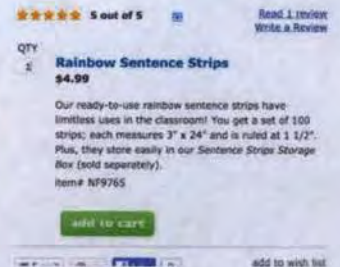 5 out of 5
Read 1 review
Write a Review
QTY
Rainbow Sentence Strips
$4.99
Our ready-to-use rainbow sentence strips have
limitless uses in the classroom! You get a set of 100
strips; each measures 3" x 24" and is ruled at 1 1/2".
Plus, they store easily in our Sentence Strips Storage
Box (sold separately).
Item# NF9765
add to cart
add to wish list